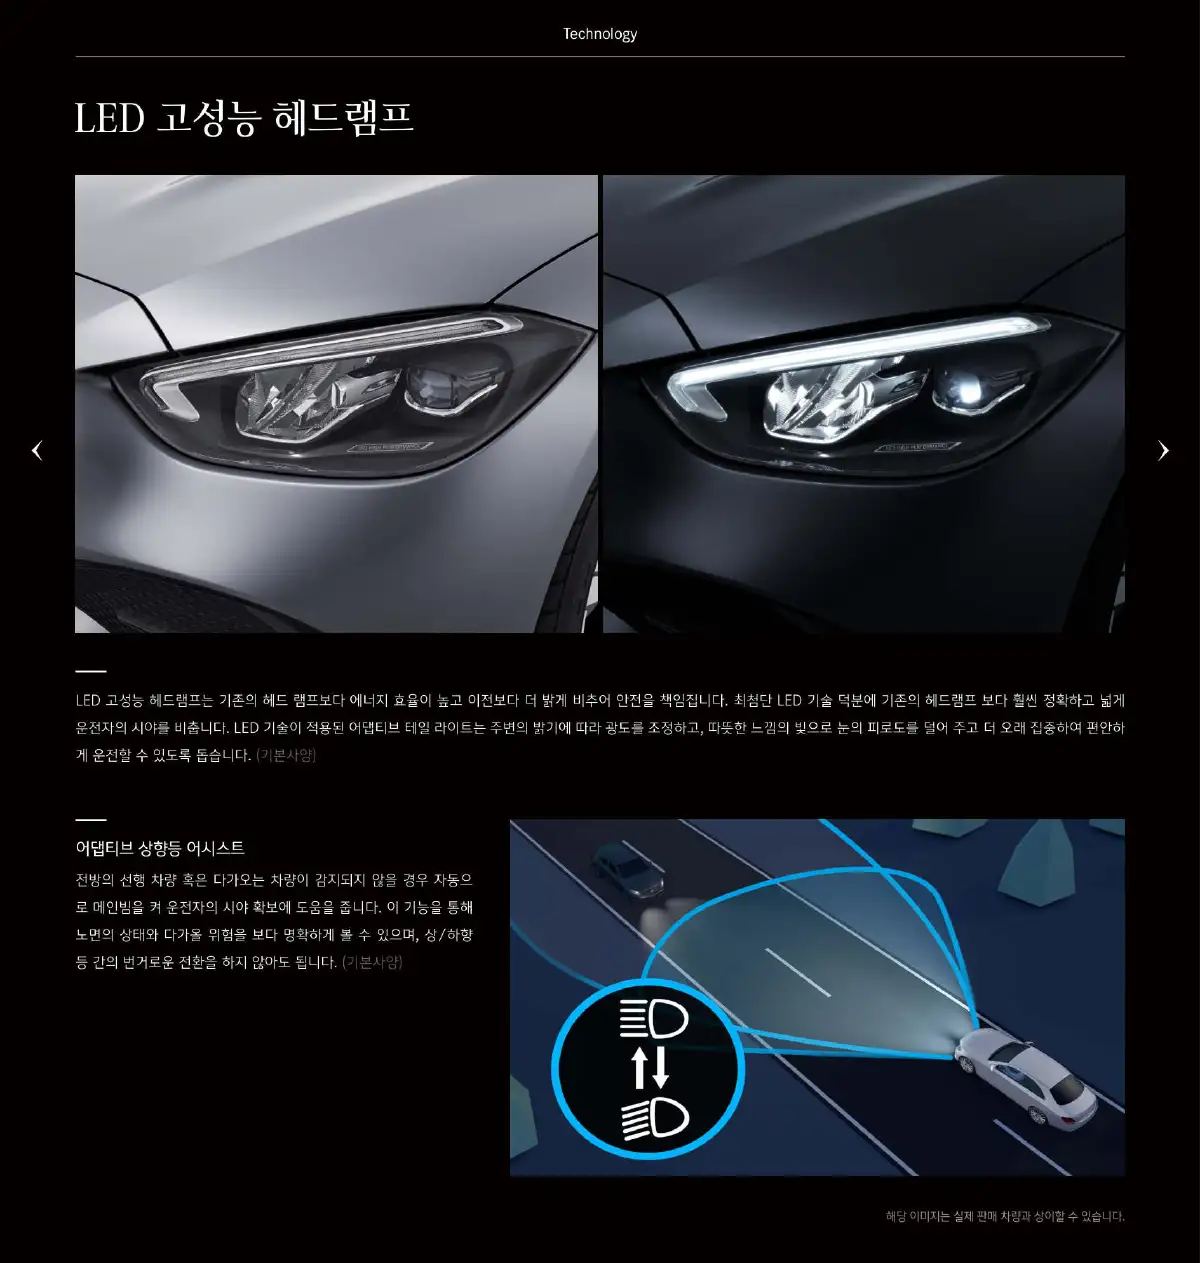 Technology
LED 고성능 헤드램프
LED HIGH PERFORMANCE
LED HIGH PERFORMANCE
LED 고성능 헤드램프는 기존의 헤드 램프보다 에너지 효율이 높고 이전보다 더 밝게 비추어 안전을 책임집니다. 최첨단 LED 기술 덕분에 기존의 헤드램프 보다 훨씬 정확하고 넓게
운전자의 시야를 비춥니다. LED 기술이 적용된 어댑티브 테일 라이트는 주변의 밝기에 따라 광도를 조정하고, 따뜻한 느낌의 빛으로 눈의 피로도를 덜어 주고 더 오래 집중하여 편안하
게 운전할 수 있도록 돕습니다. (기본사양)
어댑티브 상향등 어시스트
전방의 선행 차량 혹은 다가오는 차량이 감지되지 않을 경우 자동으
로 메인빔을 켜 운전자의 시야 확보에 도움을 줍니다. 이 기능을 통해
노면의 상태와 다가올 위험을 보다 명확하게 볼 수 있으며, 상/하향
등 간의 번거로운 전환을 하지 않아도 됩니다. (기본사양)
해당 이미지는 실제 판매 차량과 상이할 수 있습니다.